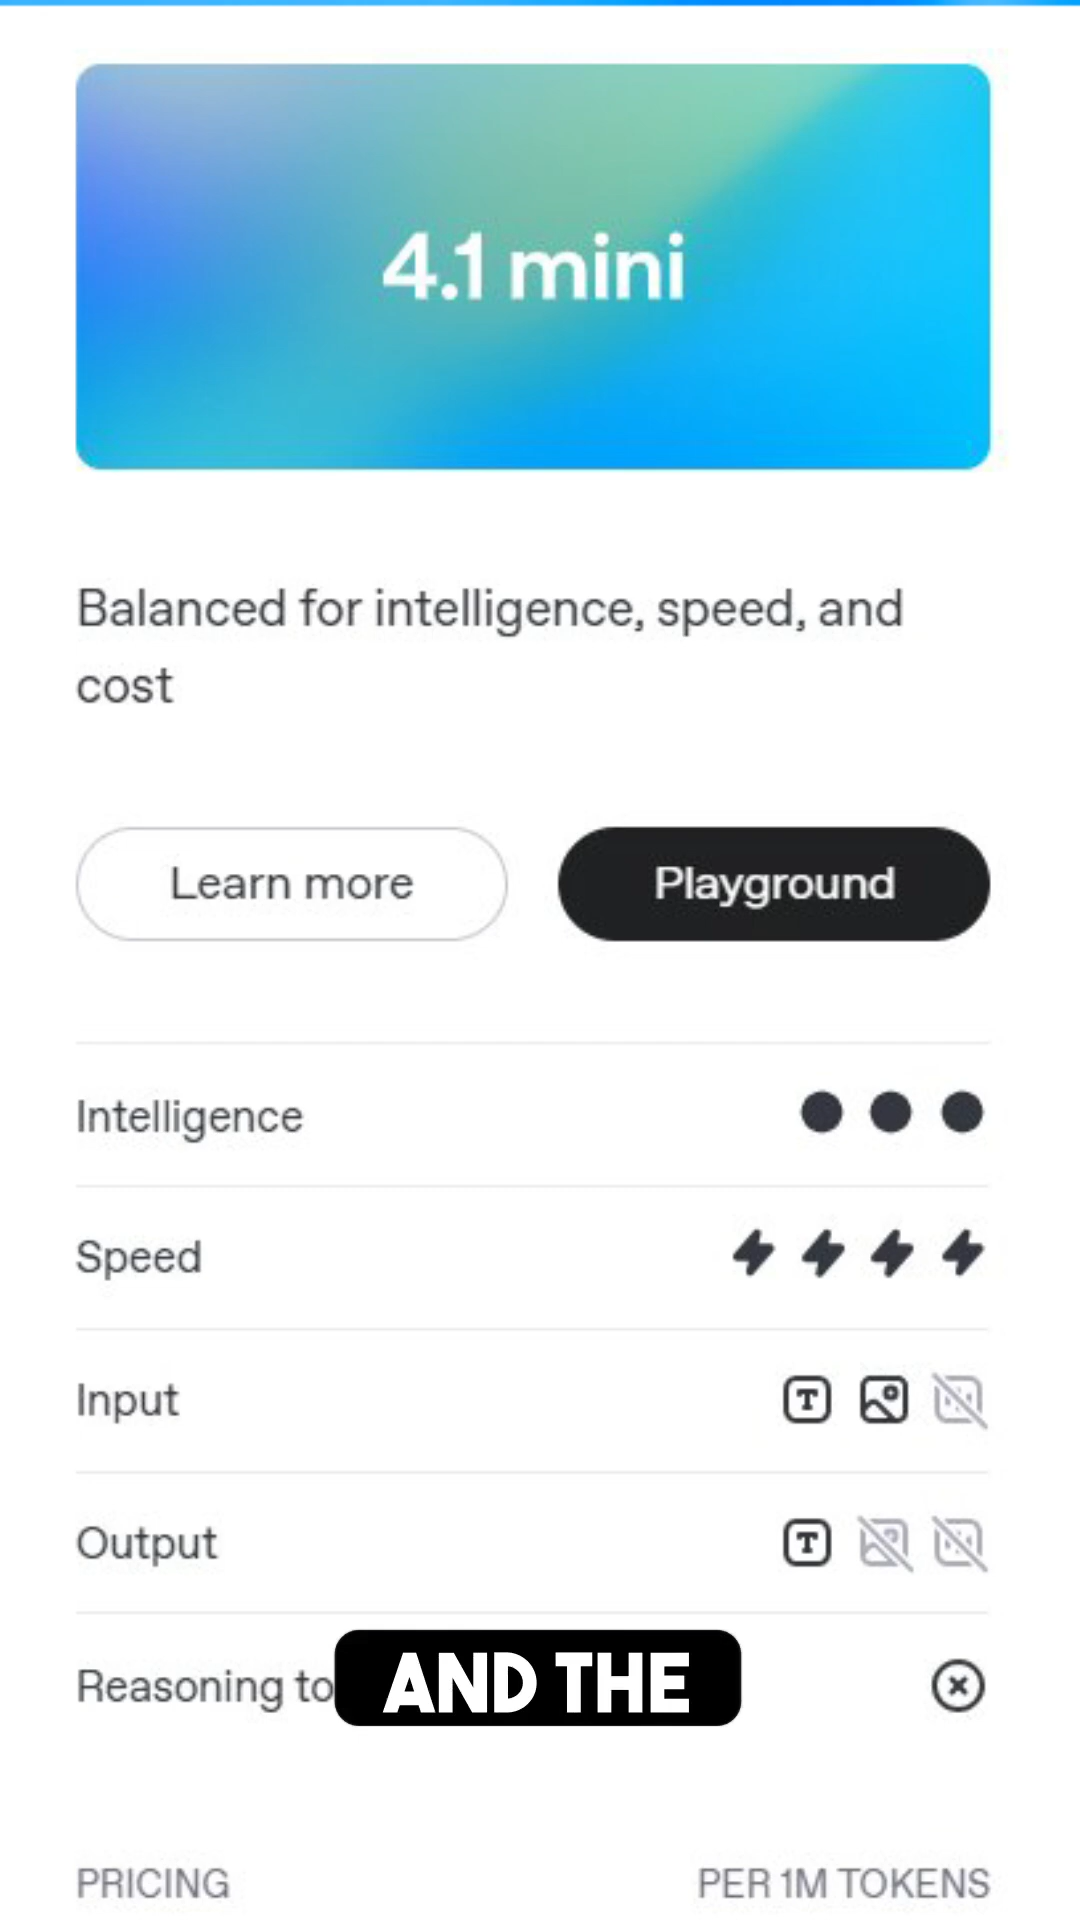 4.1 mini
Balanced for intelligence, speed, and
cost
Learn more
Playground
Intelligence
Speed
Input
T
Output
T
Reasoning to
AND THE
PRICING
PER 1M TOKENS